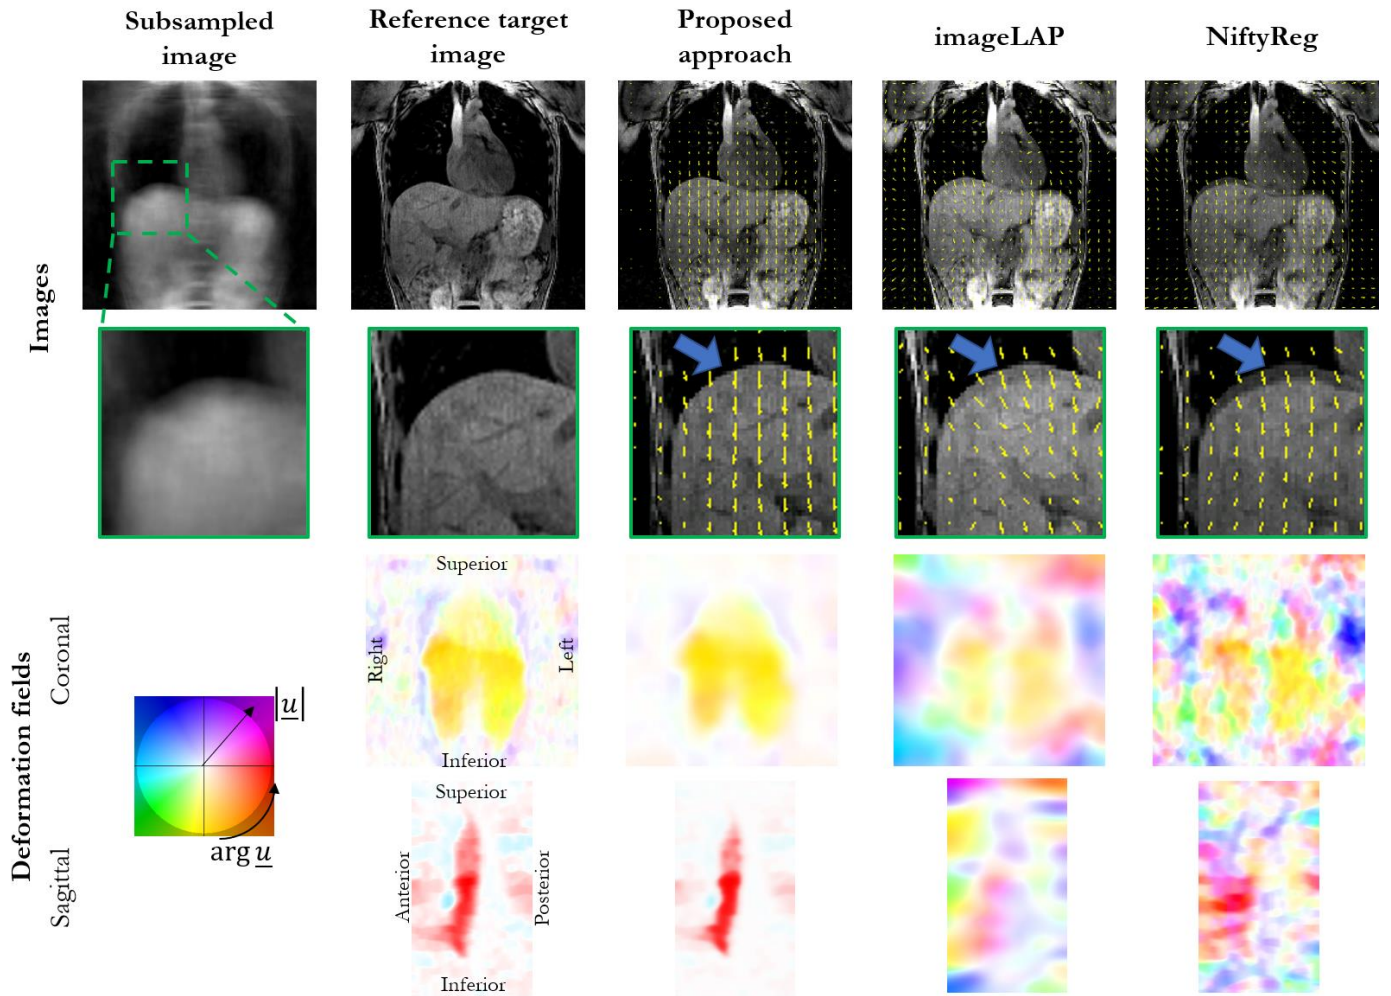 Subsampled
image
Reference target
image
Proposed
approach
imageLAP
NiftyReg
Images
Deformation fields
Coronal
Superior
Right
Left
Inferior
|u|
arg u
Sagittal
Superior
Anterior
Posterior
Inferior